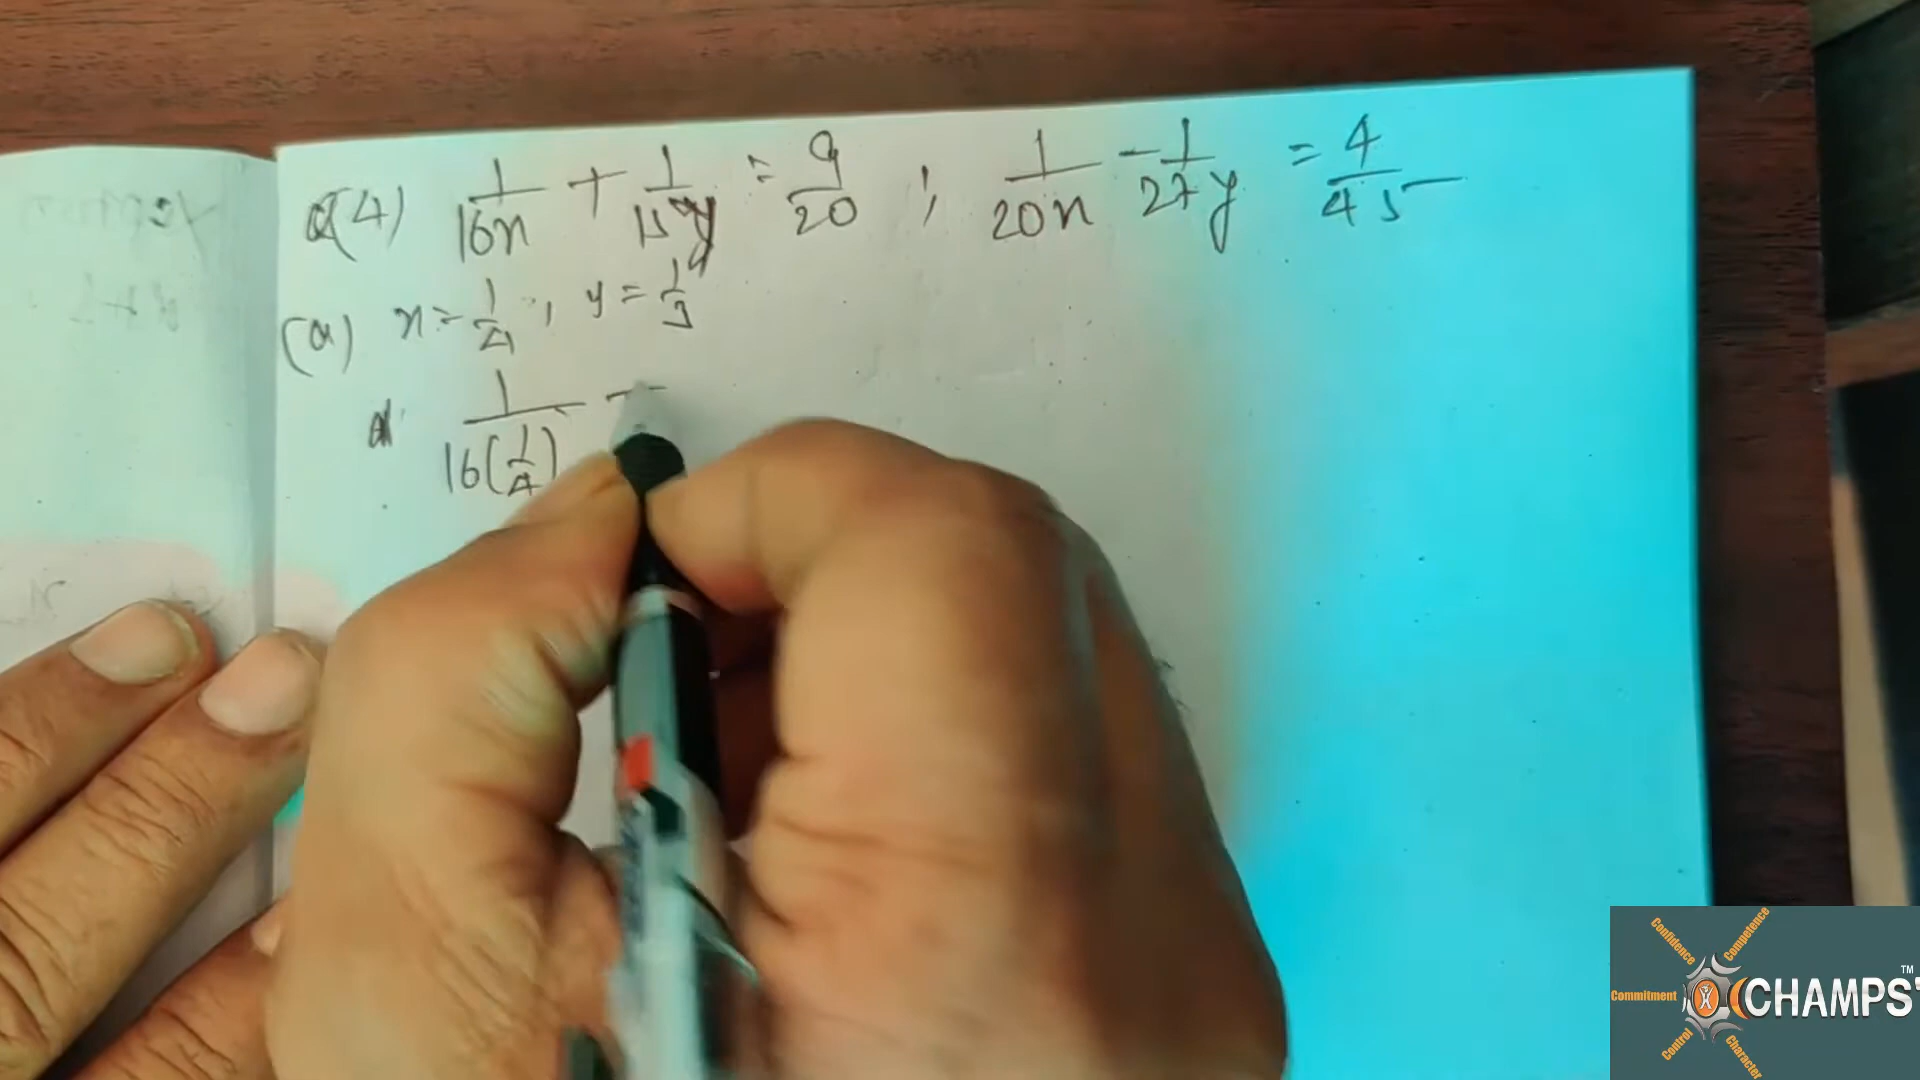 Q(4) 1/16x + 1/15y = 9/20 ; 1/20x - 1/27y = 4/45
(a) x = 1/4, y = 1/3
1/16(1/4)
Confidence
Competence
Commitment
CHAMPS™
Control
Character